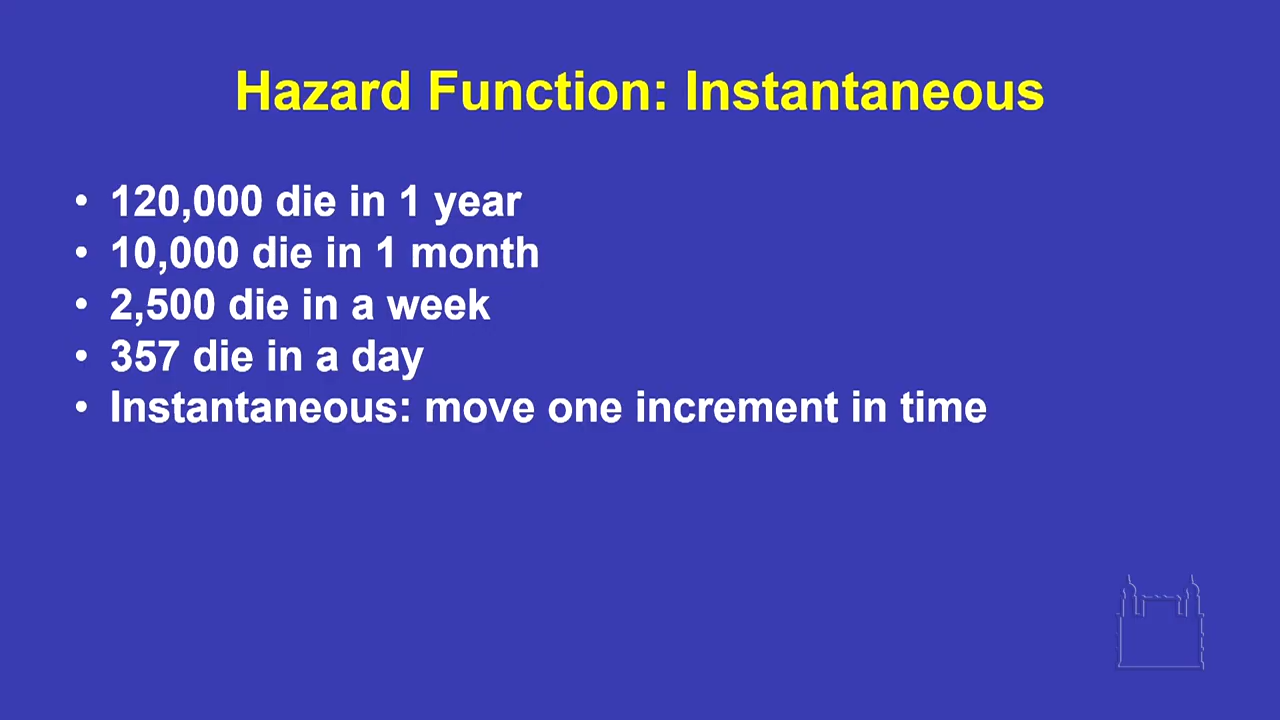 Hazard Function: Instantaneous
• 120,000 die in 1 year
• 10,000 die in 1 month
• 2,500 die in a week
• 357 die in a day
• Instantaneous: move one increment in time